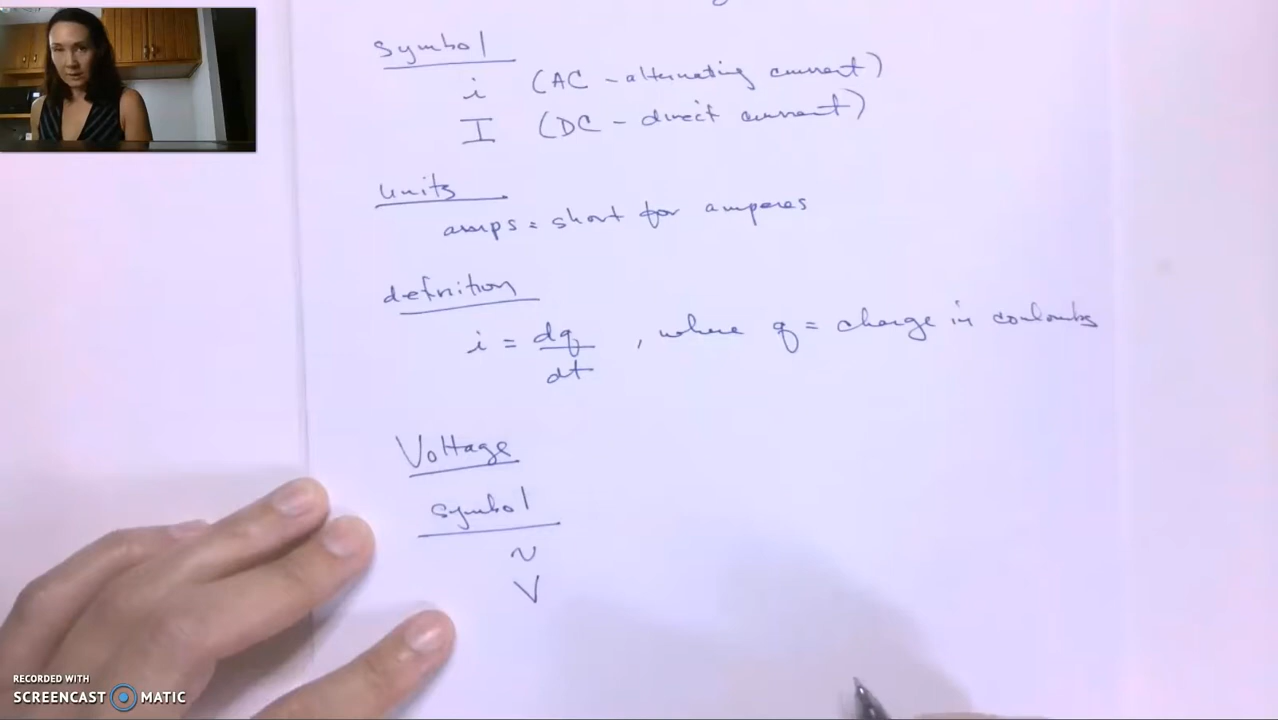 symbol
i (AC - alternating current)
I (DC - direct current)
units
amps = short for amperes
definition
i = dq
dt , where q = charge in coulombs
Voltage
symbol
v
V
RECORDED WITH
SCREENCAST MATIC